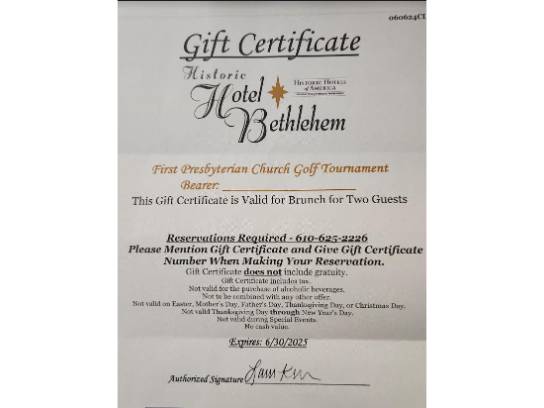 060624CL
Gift Certificate
Historic
Hotel
Bethlehem
Historic Hotels
of America
First Presbyterian Church Golf Tournament
Bearer: ____________________
This Gift Certificate is Valid for Brunch for Two Guests
Reservations Required - 610-625-2226
Please Mention Gift Certificate and Give Gift Certificate
Number When Making Your Reservation.
Gift Certificate does not include gratuity.
Gift Certificate includes tax.
Not valid for the purchase of alcoholic beverages.
Not to be combined with any other offer.
Not valid on Easter, Mother's Day, Father's Day, Thanksgiving Day, or Christmas Day.
Not valid Thanksgiving Day through New Year's Day.
Not valid during Special Events.
No cash value.
Expires: 6/30/2025
Authorized Signature